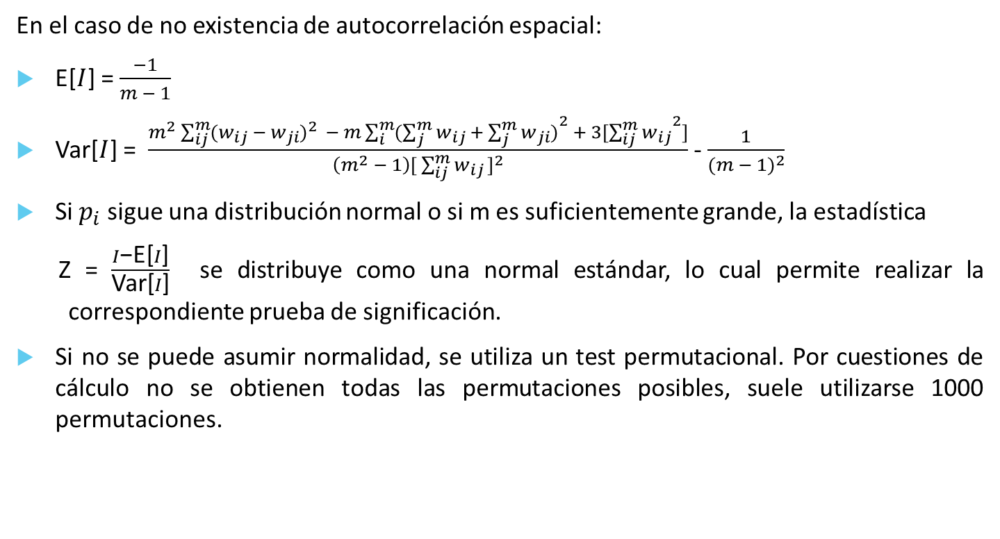 En el caso de no existencia de autocorrelación espacial:
▶ E[𝐼] = \frac{−1}{m − 1}
▶ Var[𝐼] = \frac{m^2 \sum_{ij}^{m}(w_{ij} − w_{ji})^2 − m \sum_{i}^{m}(\sum_{j}^{m} w_{ij} + \sum_{j}^{m} w_{ji})^2 + 3[\sum_{ij}^{m} {w_{ij}}^2]}{(m^2 − 1)[\sum_{ij}^{m} w_{ij}]^2} - \frac{1}{(m − 1)^2}
▶ Si p_i sigue una distribución normal o si m es suficientemente grande, la estadística
Z = \frac{I−E[I]}{Var[I]} se distribuye como una normal estándar, lo cual permite realizar la
correspondiente prueba de significación.
▶ Si no se puede asumir normalidad, se utiliza un test permutacional. Por cuestiones de
cálculo no se obtienen todas las permutaciones posibles, suele utilizarse 1000
permutaciones.